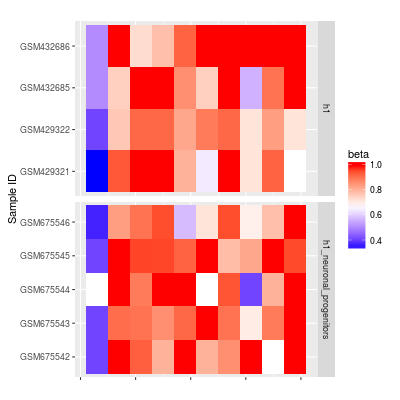 GSM432686
GSM432685
GSM429322
GSM429321
h1
GSM675546
GSM675545
GSM675544
GSM675543
GSM675542
h1_neuronal_progenitors
Sample ID
beta
1.0
0.8
0.6
0.4